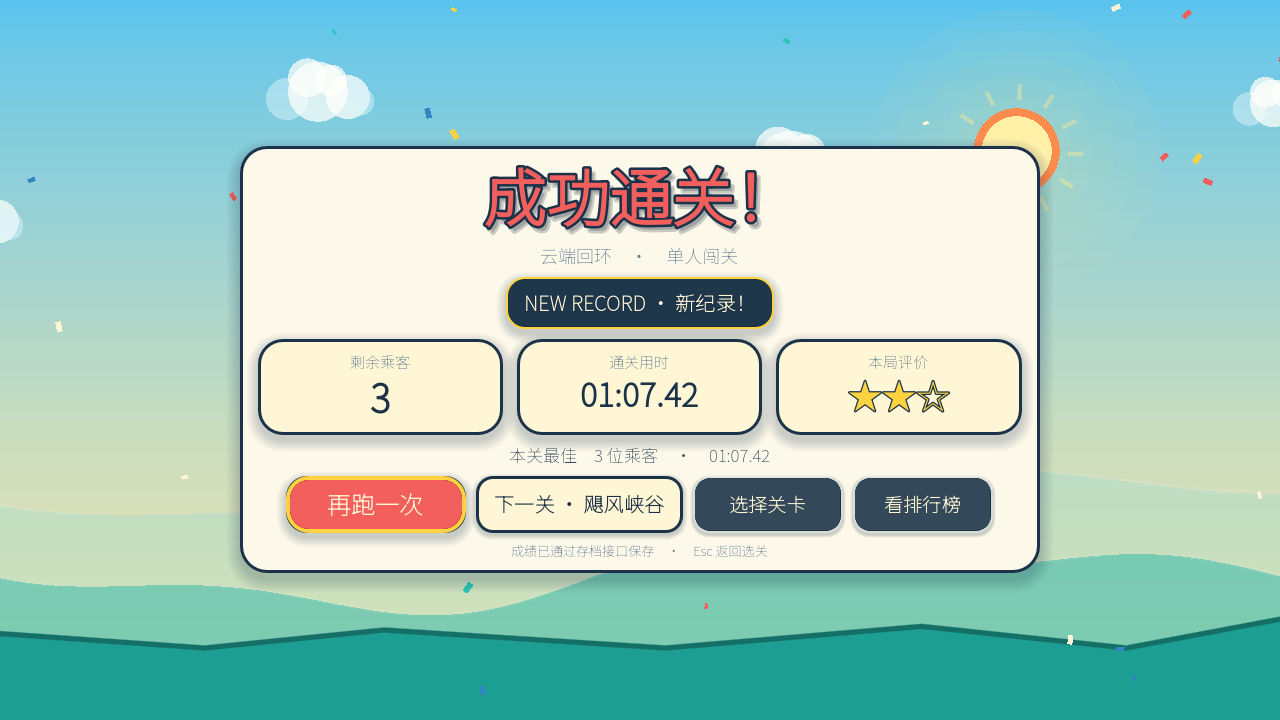 成功通关!
云端回环 · 单人闯关
NEW RECORD · 新纪录!
剩余乘客 通关用时 本局评价
3 01:07.42
本关最佳 3 位乘客 · 01:07.42
再跑一次 下一关 · 飓风峡谷 选择关卡 看排行榜
成绩已通过存档接口保存 · Esc 返回选关